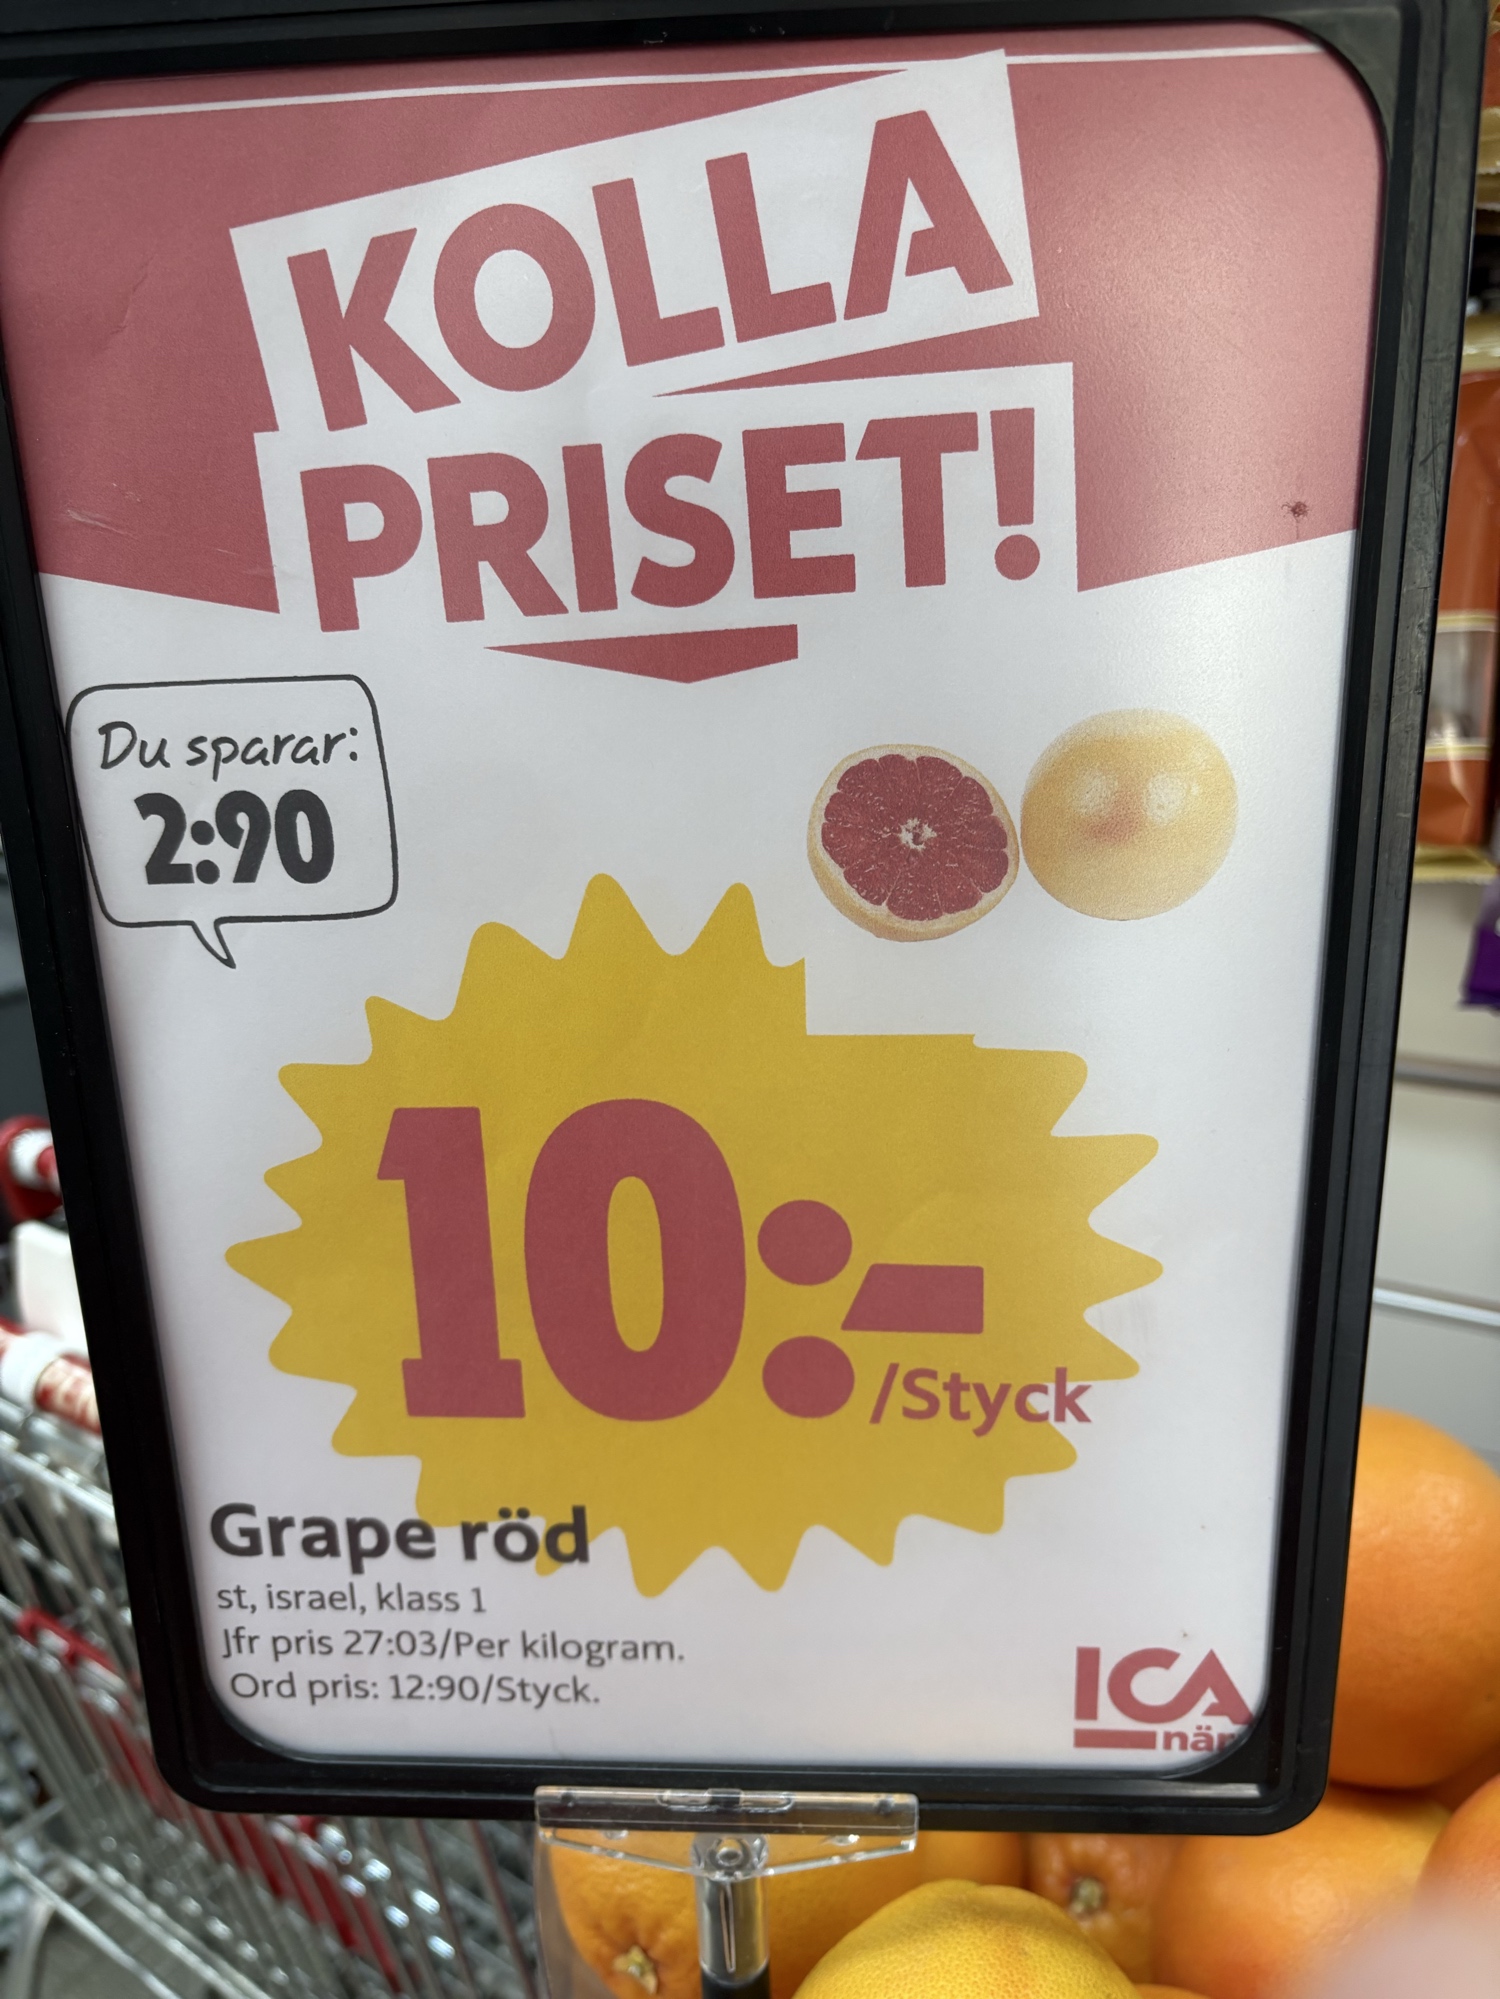 KOLLA
PRISET!
Du sparar:
2:90
10:-
/Styck
Grape röd
st, israel, klass 1
Jfr pris 27:03/Per kilogram.
Ord pris: 12:90/Styck.
ICA
när